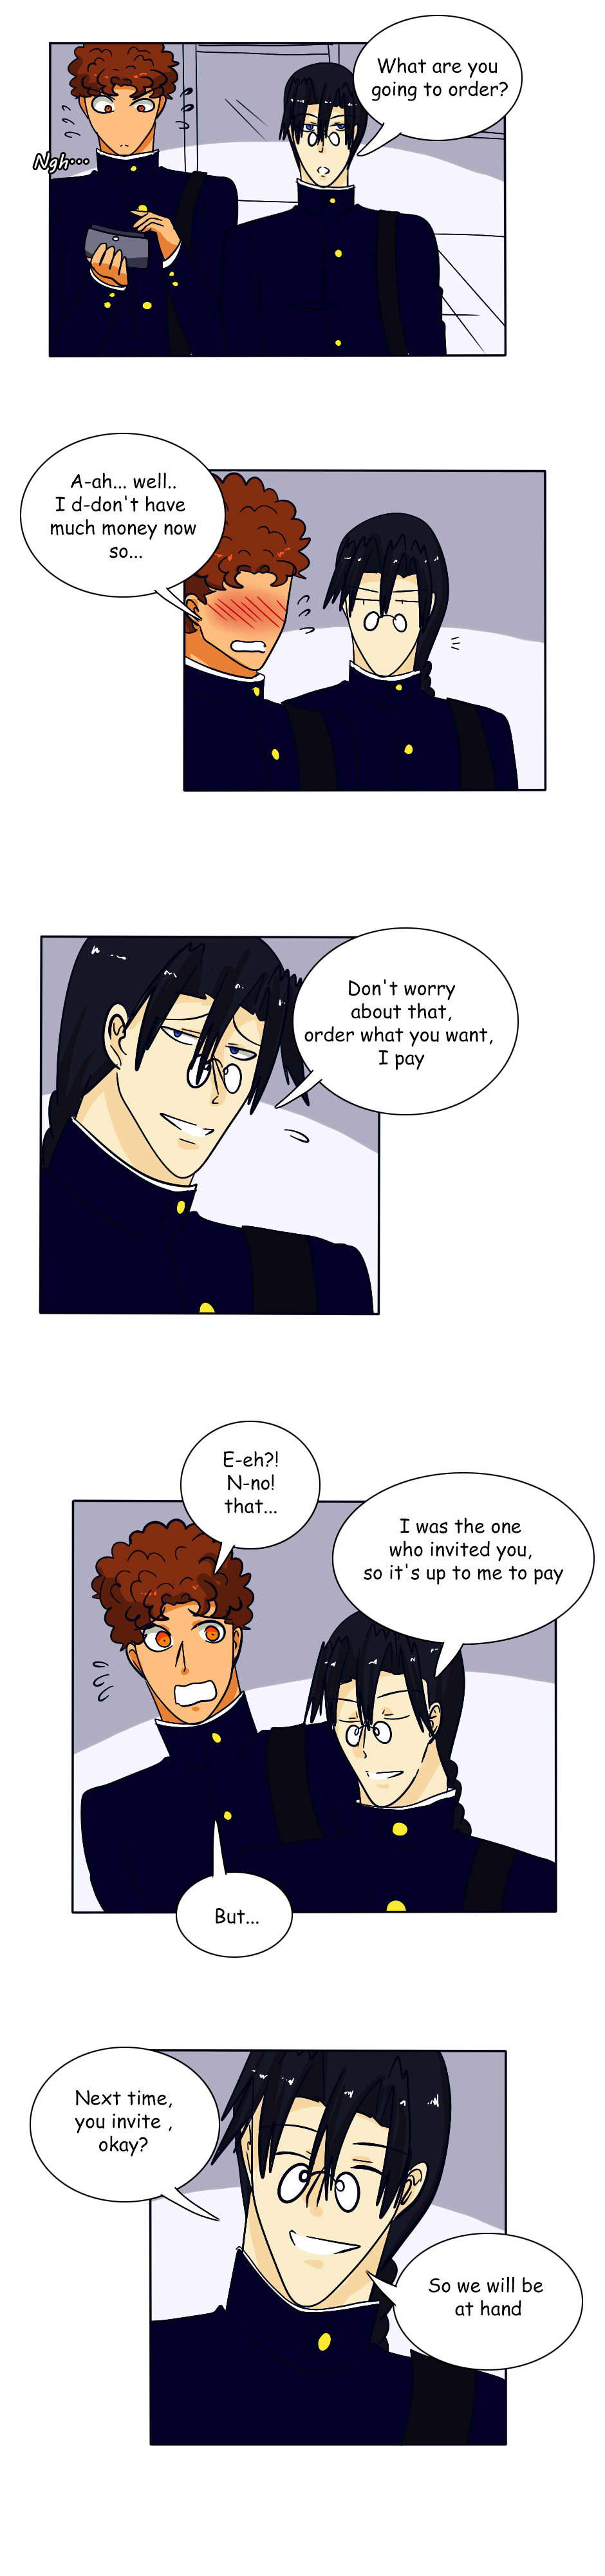 What are you
going to order?
Ngh...
A-ah... well..
I d-don't have
much money now
so...
Don't worry
about that,
order what you want,
I pay
E-eh?!
N-no!
that...
I was the one
who invited you,
so it's up to me to pay
But...
Next time,
you invite ,
okay?
So we will be
at hand